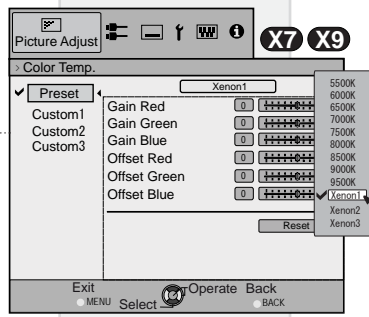 Picture Adjust
X7 X9
> Color Temp.
Xenon1
Preset
Custom1
Custom2
Custom3
Gain Red 0
Gain Green 0
Gain Blue 0
Offset Red 0
Offset Green 0
Offset Blue 0
Reset
5500K
6000K
6500K
7000K
7500K
8000K
8500K
9000K
9500K
Xenon1
Xenon2
Xenon3
Exit
MENU
Select
Operate
Back
BACK